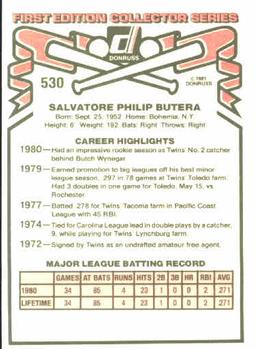 FIRST EDITION COLLECTOR SERIES
DONRUSS
530
© 1981
DONRUSS
SALVATORE PHILIP BUTERA
Born: Sept. 25, 1952 Home: Bohemia, N.Y
Height: 6 Weight: 192 Bats: Right Throws: Right
CAREER HIGHLIGHTS
1980—Had an impressive rookie season as Twins' No. 2 catcher
behind Butch Wynegar
1979—Earned promotion to big leagues off his best minor
league season, .297 in 78 games at Twins' Toledo farm.
Had 3 doubles in one game for Toledo, May 15, vs
Rochester.
1977—Batted .278 for Twins Tacoma farm in Pacific Coast
League with 45 RBI.
1974—Tied for Carolina League lead in double plays by a catcher,
9, while playing for Twins' Lynchburg farm.
1972—Signed by Twins as an undrafted amateur free agent.
MAJOR LEAGUE BATTING RECORD
GAMES AT BATS RUNS HITS 2B 3B HR RBI AVG
1980 34 85 4 23 1 0 0 2 .271
LIFETIME 34 85 4 23 1 0 0 2 .271